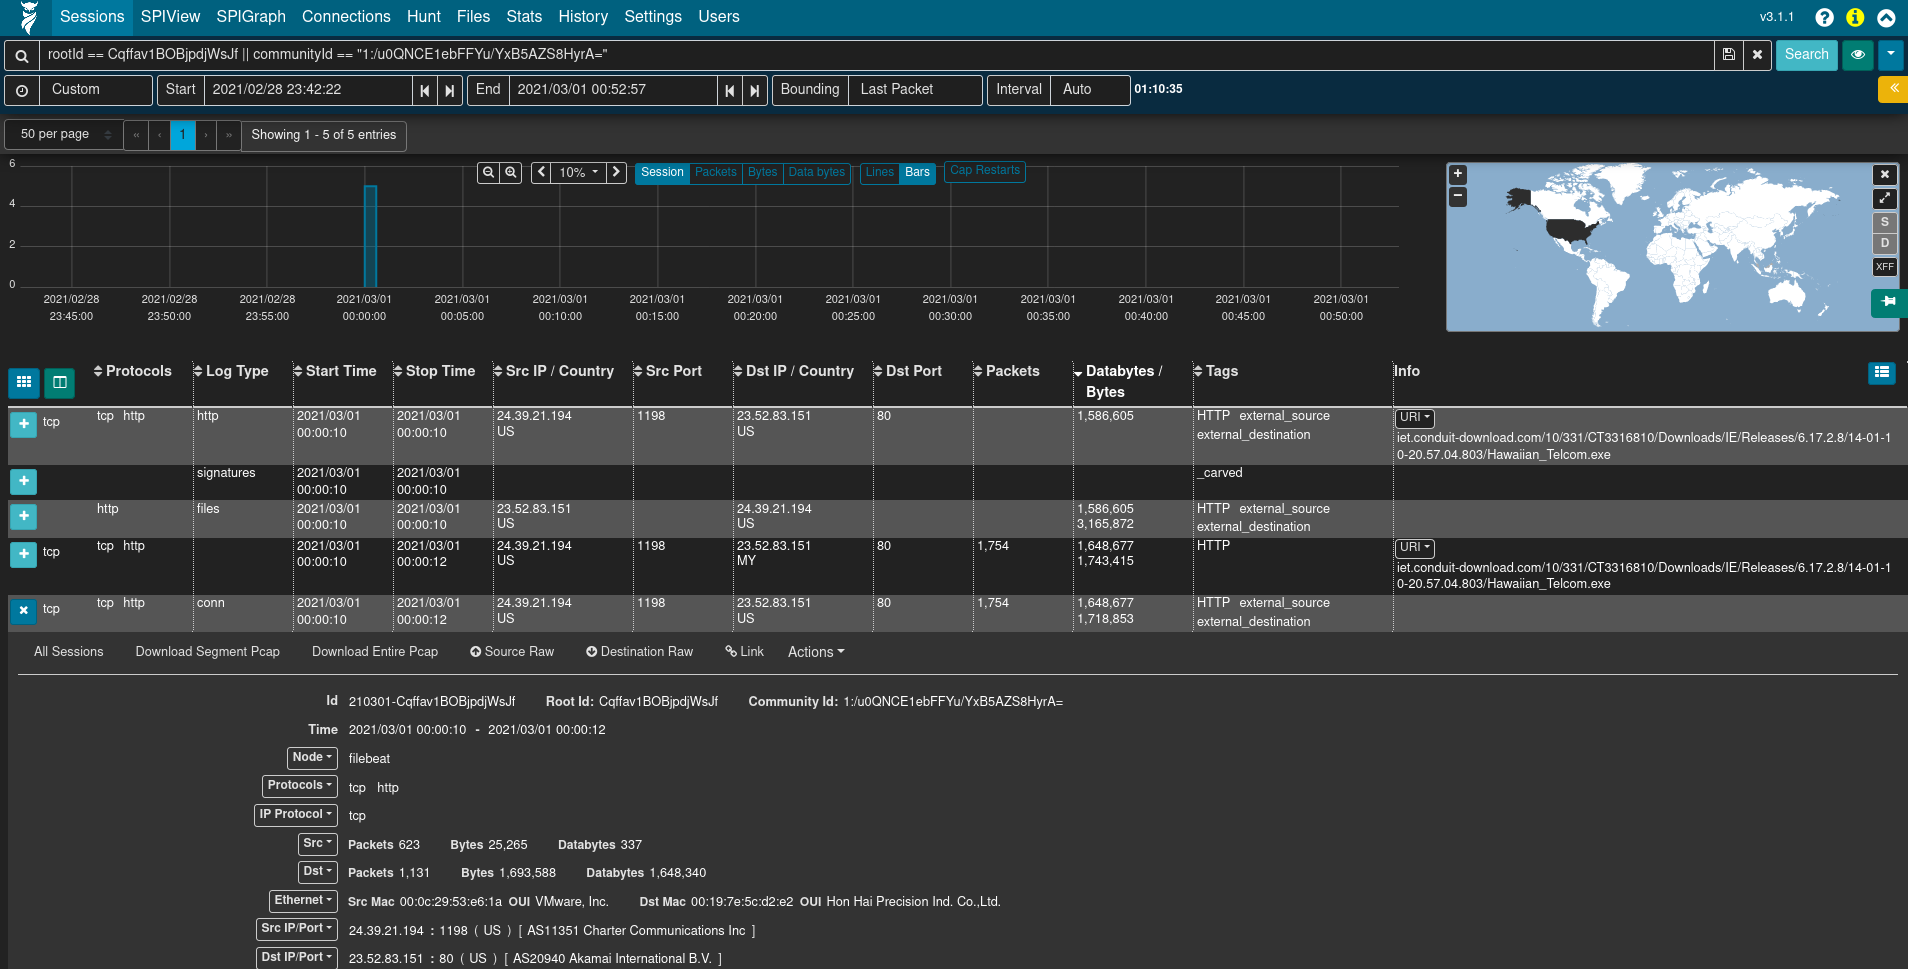 Sessions SPIView SPIGraph Connections Hunt Files Stats History Settings Users v3.1.1
rootId == Cqffav1BOBjpdjWsJf || communityId == "1:/u0QNCE1ebFFYu/YxB5AZS8HyrA=" Search
Custom Start 2021/02/28 23:42:22 End 2021/03/01 00:52:57 Bounding Last Packet Interval Auto 01:10:35
50 per page « ‹ 1 › » Showing 1 - 5 of 5 entries
10% Session Packets Bytes Data bytes Lines Bars Cap Restarts
6
4
2
0
2021/02/28 2021/02/28 2021/02/28 2021/03/01 2021/03/01 2021/03/01 2021/03/01 2021/03/01 2021/03/01 2021/03/01 2021/03/01 2021/03/01 2021/03/01 2021/03/01
23:45:00 23:50:00 23:55:00 00:00:00 00:05:00 00:10:00 00:15:00 00:20:00 00:25:00 00:30:00 00:35:00 00:40:00 00:45:00 00:50:00
+
−
S
D
XFF
Protocols Log Type Start Time Stop Time Src IP / Country Src Port Dst IP / Country Dst Port Packets Databytes / Tags Info
Bytes
tcp tcp http http 2021/03/01 2021/03/01 24.39.21.194 1198 23.52.83.151 80 1,586,605 HTTP external_source URI
00:00:10 00:00:10 US US external_destination iet.conduit-download.com/10/331/CT3316810/Downloads/IE/Releases/6.17.2.8/14-01-1
0-20.57.04.803/Hawaiian_Telcom.exe
signatures 2021/03/01 2021/03/01 _carved
00:00:10 00:00:10
http files 2021/03/01 2021/03/01 23.52.83.151 24.39.21.194 1,586,605 HTTP external_source
00:00:10 00:00:10 US US 3,165,872 external_destination
tcp tcp http 2021/03/01 2021/03/01 24.39.21.194 1198 23.52.83.151 80 1,754 1,648,677 HTTP URI
00:00:10 00:00:12 US MY 1,743,415 iet.conduit-download.com/10/331/CT3316810/Downloads/IE/Releases/6.17.2.8/14-01-1
0-20.57.04.803/Hawaiian_Telcom.exe
tcp tcp http conn 2021/03/01 2021/03/01 24.39.21.194 1198 23.52.83.151 80 1,754 1,648,677 HTTP external_source
00:00:10 00:00:12 US US 1,718,853 external_destination
All Sessions Download Segment Pcap Download Entire Pcap Source Raw Destination Raw Link Actions
Id 210301-Cqffav1BOBjpdjWsJf Root Id: Cqffav1BOBjpdjWsJf Community Id: 1:/u0QNCE1ebFFYu/YxB5AZS8HyrA=
Time 2021/03/01 00:00:10 - 2021/03/01 00:00:12
Node filebeat
Protocols tcp http
IP Protocol tcp
Src Packets 623 Bytes 25,265 Databytes 337
Dst Packets 1,131 Bytes 1,693,588 Databytes 1,648,340
Ethernet Src Mac 00:0c:29:53:e6:1a OUI VMware, Inc. Dst Mac 00:19:7e:5c:d2:e2 OUI Hon Hai Precision Ind. Co.,Ltd.
Src IP/Port 24.39.21.194 : 1198 ( US ) [ AS11351 Charter Communications Inc ]
Dst IP/Port 23.52.83.151 : 80 ( US ) [ AS20940 Akamai International B.V. ]